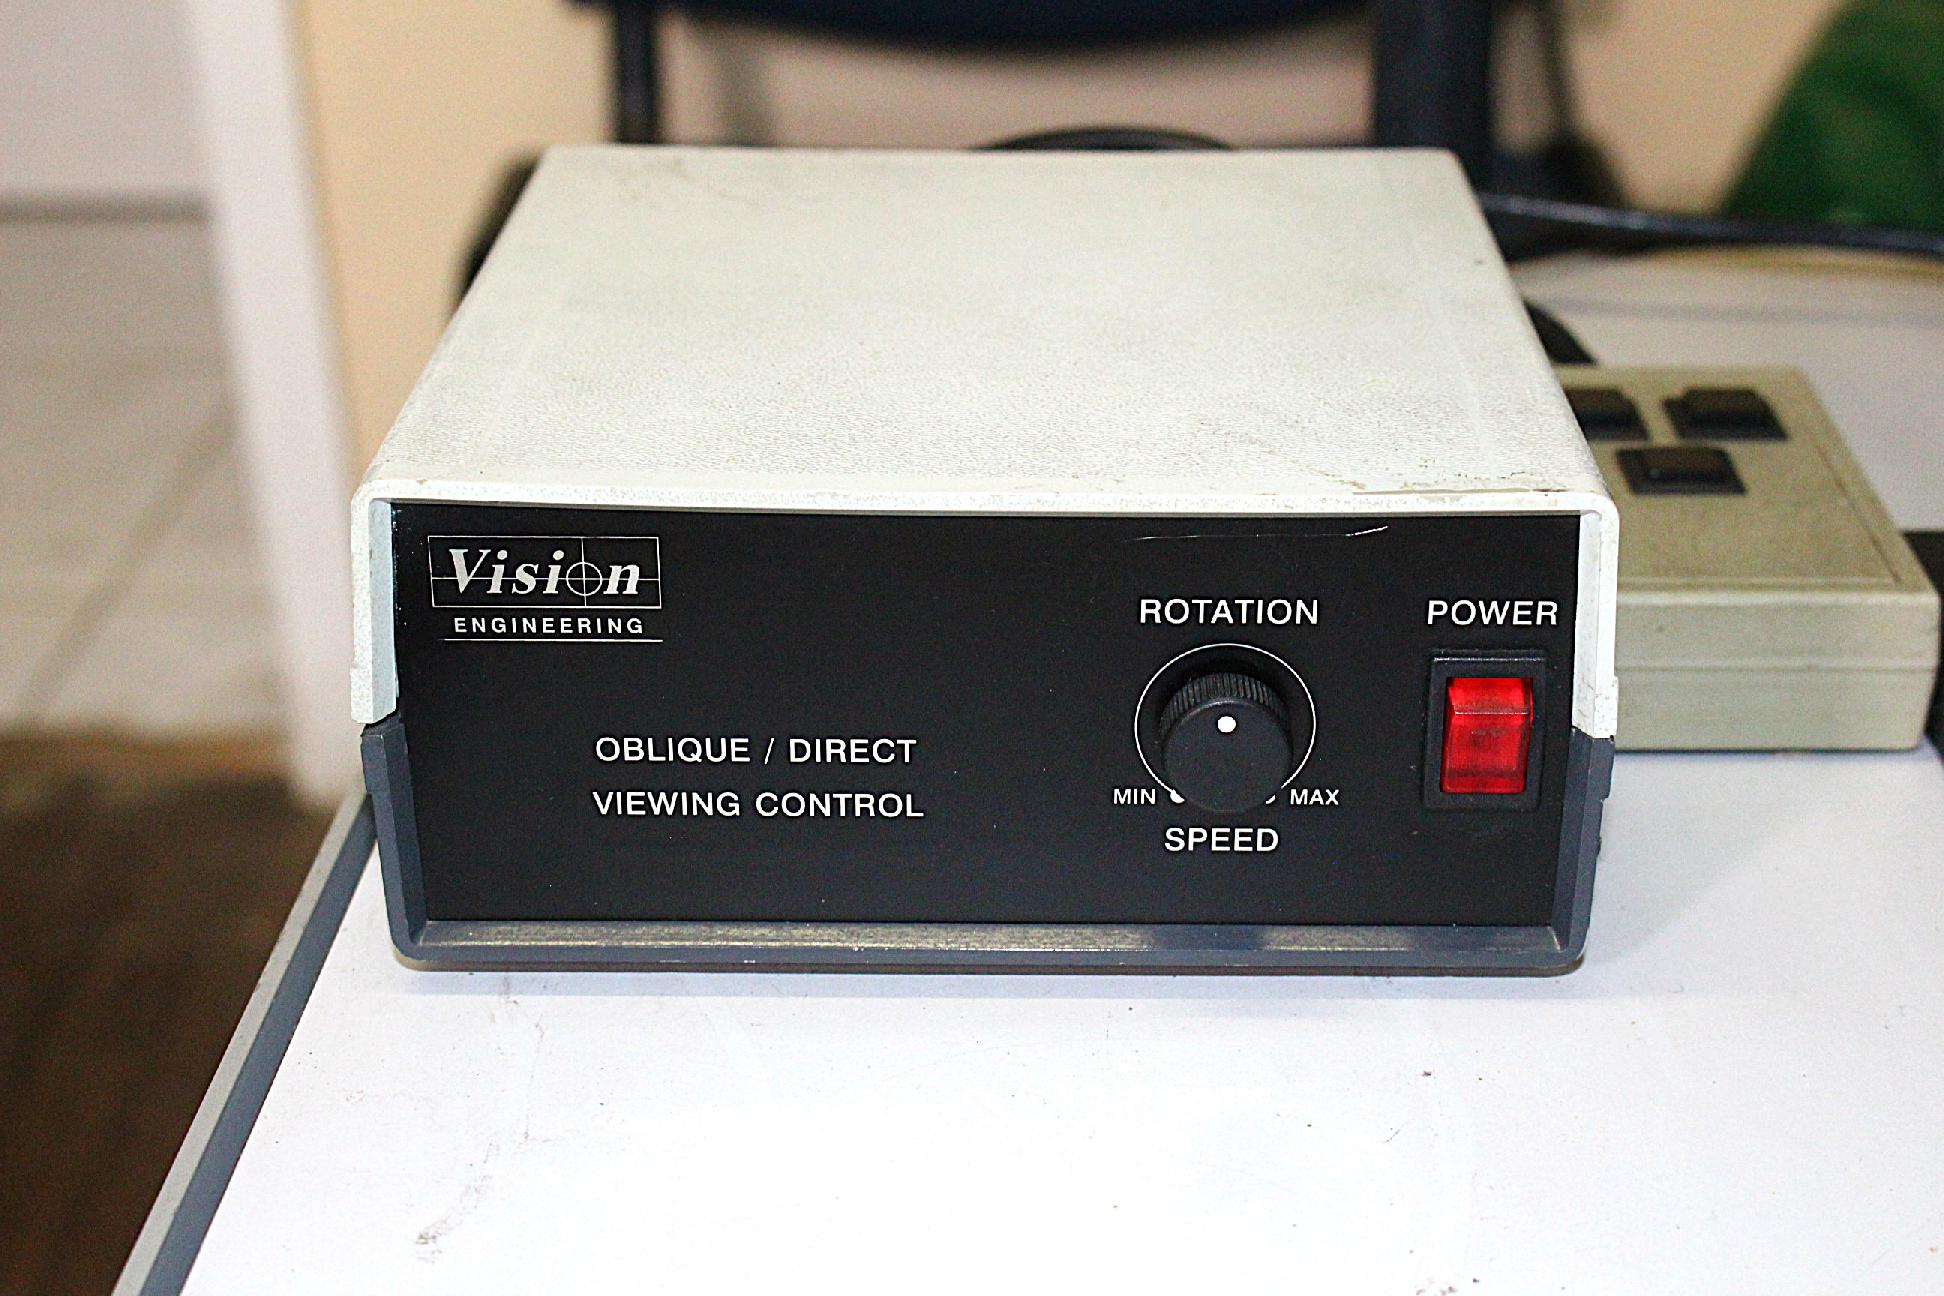 Vision
ENGINEERING
OBLIQUE / DIRECT
VIEWING CONTROL
ROTATION
MIN MAX
SPEED
POWER